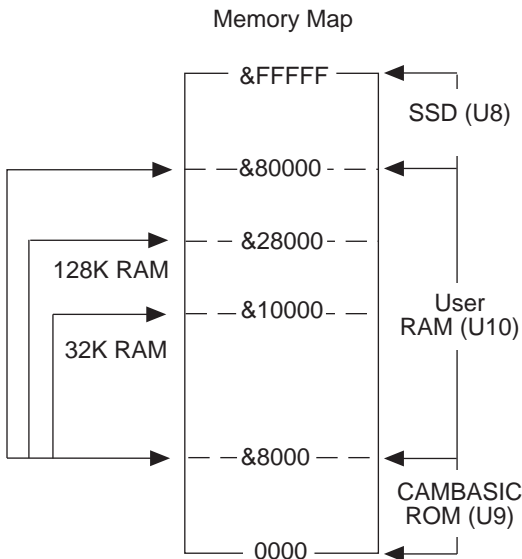 Memory Map
&FFFFF
SSD (U8)
&80000
&28000
128K RAM
&10000
User
RAM (U10)
32K RAM
&8000
CAMBASIC
ROM (U9)
0000